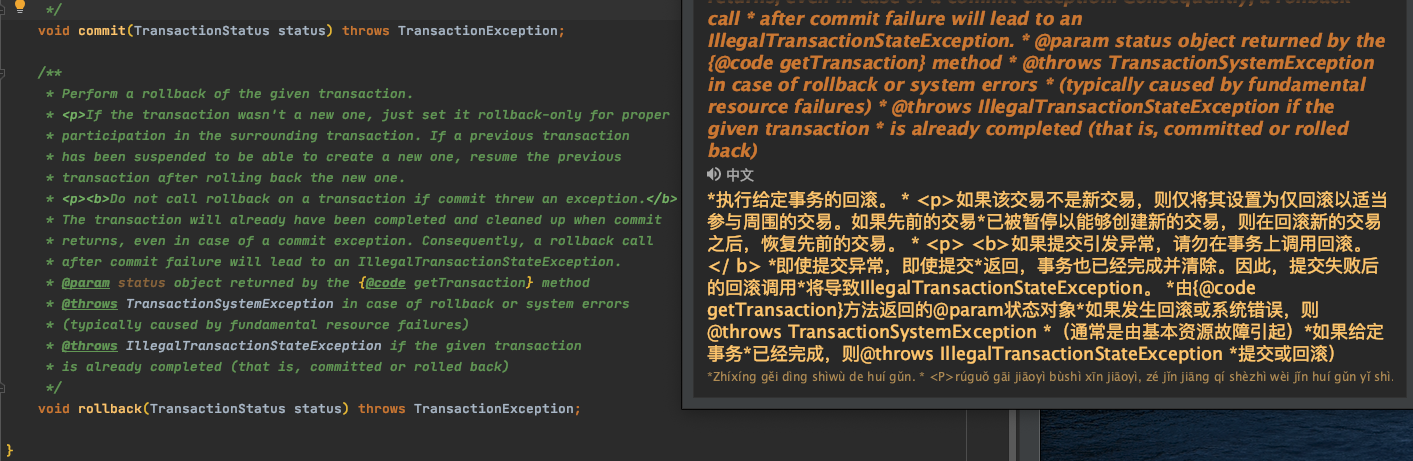 */
void commit(TransactionStatus status) throws TransactionException;
/**
* Perform a rollback of the given transaction.
* <p>If the transaction wasn't a new one, just set it rollback-only for proper
* participation in the surrounding transaction. If a previous transaction
* has been suspended to be able to create a new one, resume the previous
* transaction after rolling back the new one.
* <p><b>Do not call rollback on a transaction if commit threw an exception.</b>
* The transaction will already have been completed and cleaned up when commit
* returns, even in case of a commit exception. Consequently, a rollback call
* after commit failure will lead to an IllegalTransactionStateException.
* @param status object returned by the {@code getTransaction} method
* @throws TransactionSystemException in case of rollback or system errors
* (typically caused by fundamental resource failures)
* @throws IllegalTransactionStateException if the given transaction
* is already completed (that is, committed or rolled back)
*/
void rollback(TransactionStatus status) throws TransactionException;
}
returns, even in case of a commit exception. Consequently, a rollback
call * after commit failure will lead to an
IllegalTransactionStateException. * @param status object returned by the
{@code getTransaction} method * @throws TransactionSystemException
in case of rollback or system errors * (typically caused by fundamental
resource failures) * @throws IllegalTransactionStateException if the
given transaction * is already completed (that is, committed or rolled
back)
中文
*执行给定事务的回滚。 * <p>如果该交易不是新交易，则仅将其设置为仅回滚以适当
参与周围的交易。如果先前的交易*已被暂停以能够创建新的交易，则在回滚新的交易
之后，恢复先前的交易。 * <p> <b>如果提交引发异常，请勿在事务上调用回滚。
</ b> *即使提交异常，即使提交*返回，事务也已经完成并清除。因此，提交失败后
的回滚调用*将导致IllegalTransactionStateException。 *由{@code
getTransaction}方法返回的@param状态对象*如果发生回滚或系统错误，则
@throws TransactionSystemException *（通常是由基本资源故障引起）*如果给定
事务*已经完成，则@throws IllegalTransactionStateException *提交或回滚）
*Zhíxíng gěi dìng shìwù de huí gǔn. * <P>rúguǒ gāi jiāoyì bùshì xīn jiāoyì, zé jǐn jiāng qí shèzhì wèi jǐn huí gǔn yǐ shì.